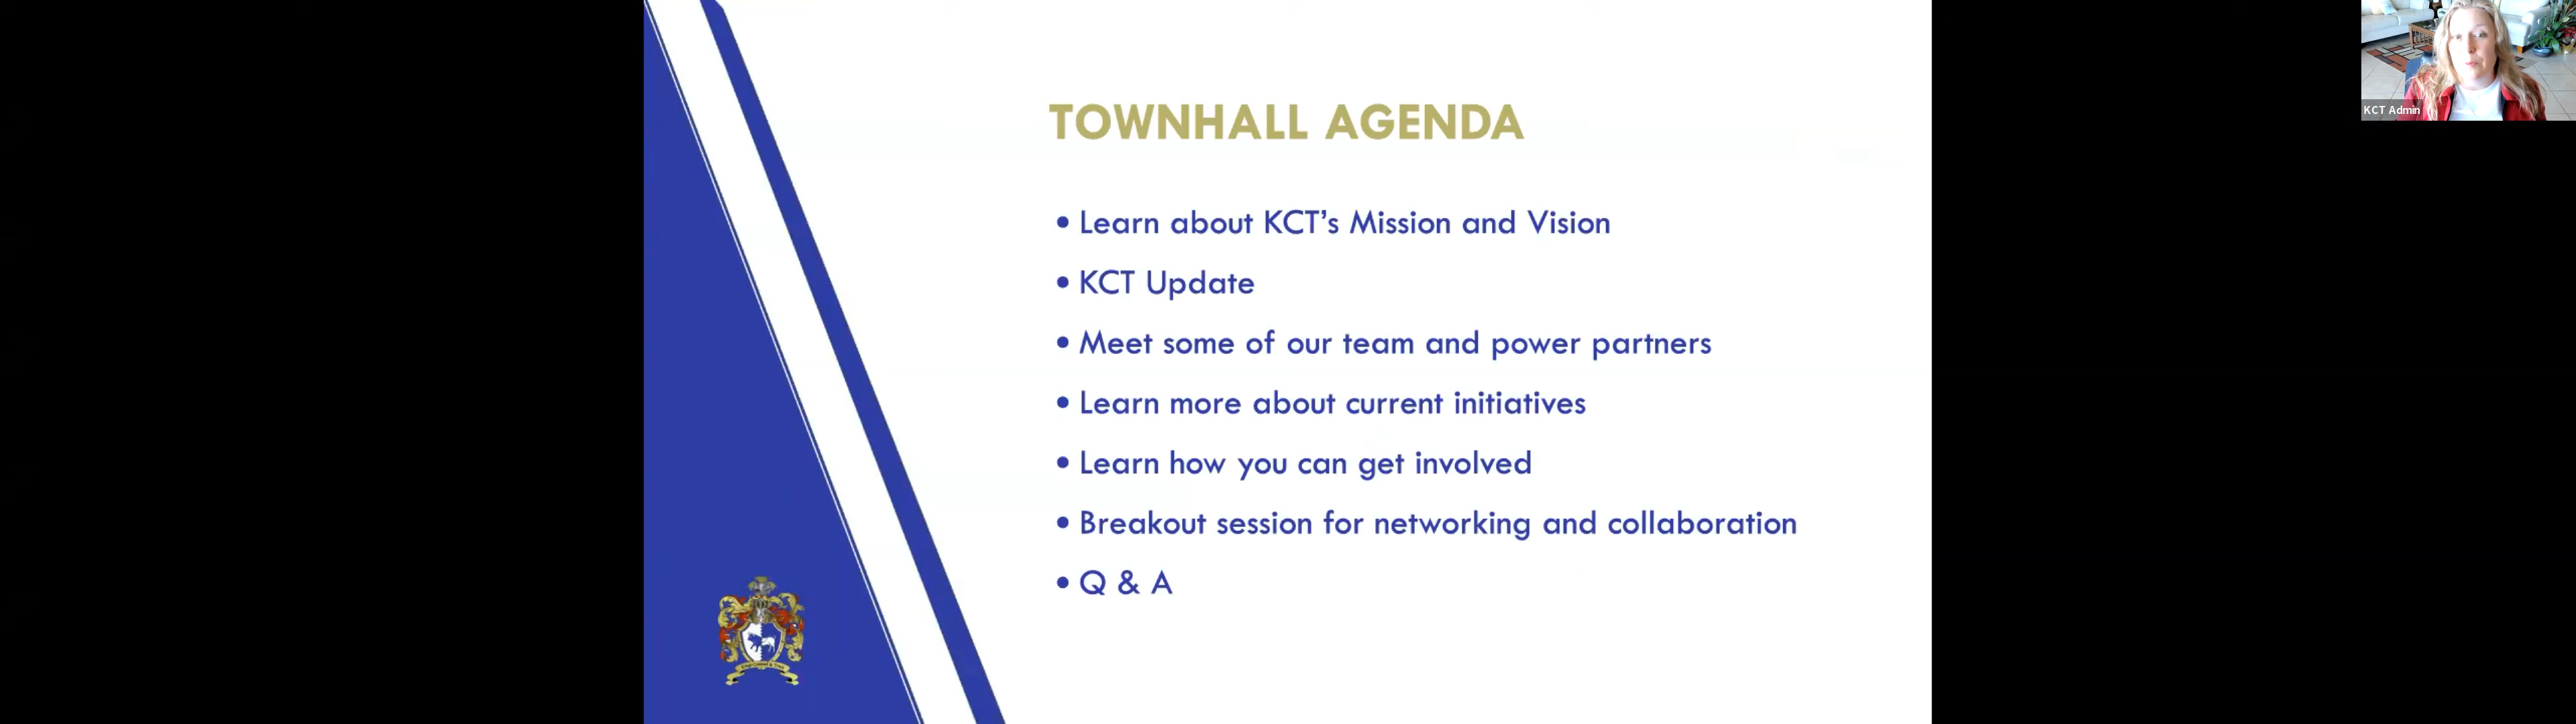 TOWNHALL AGENDA
• Learn about KCT's Mission and Vision
• KCT Update
• Meet some of our team and power partners
• Learn more about current initiatives
• Learn how you can get involved
• Breakout session for networking and collaboration
• Q & A
KCT Admin